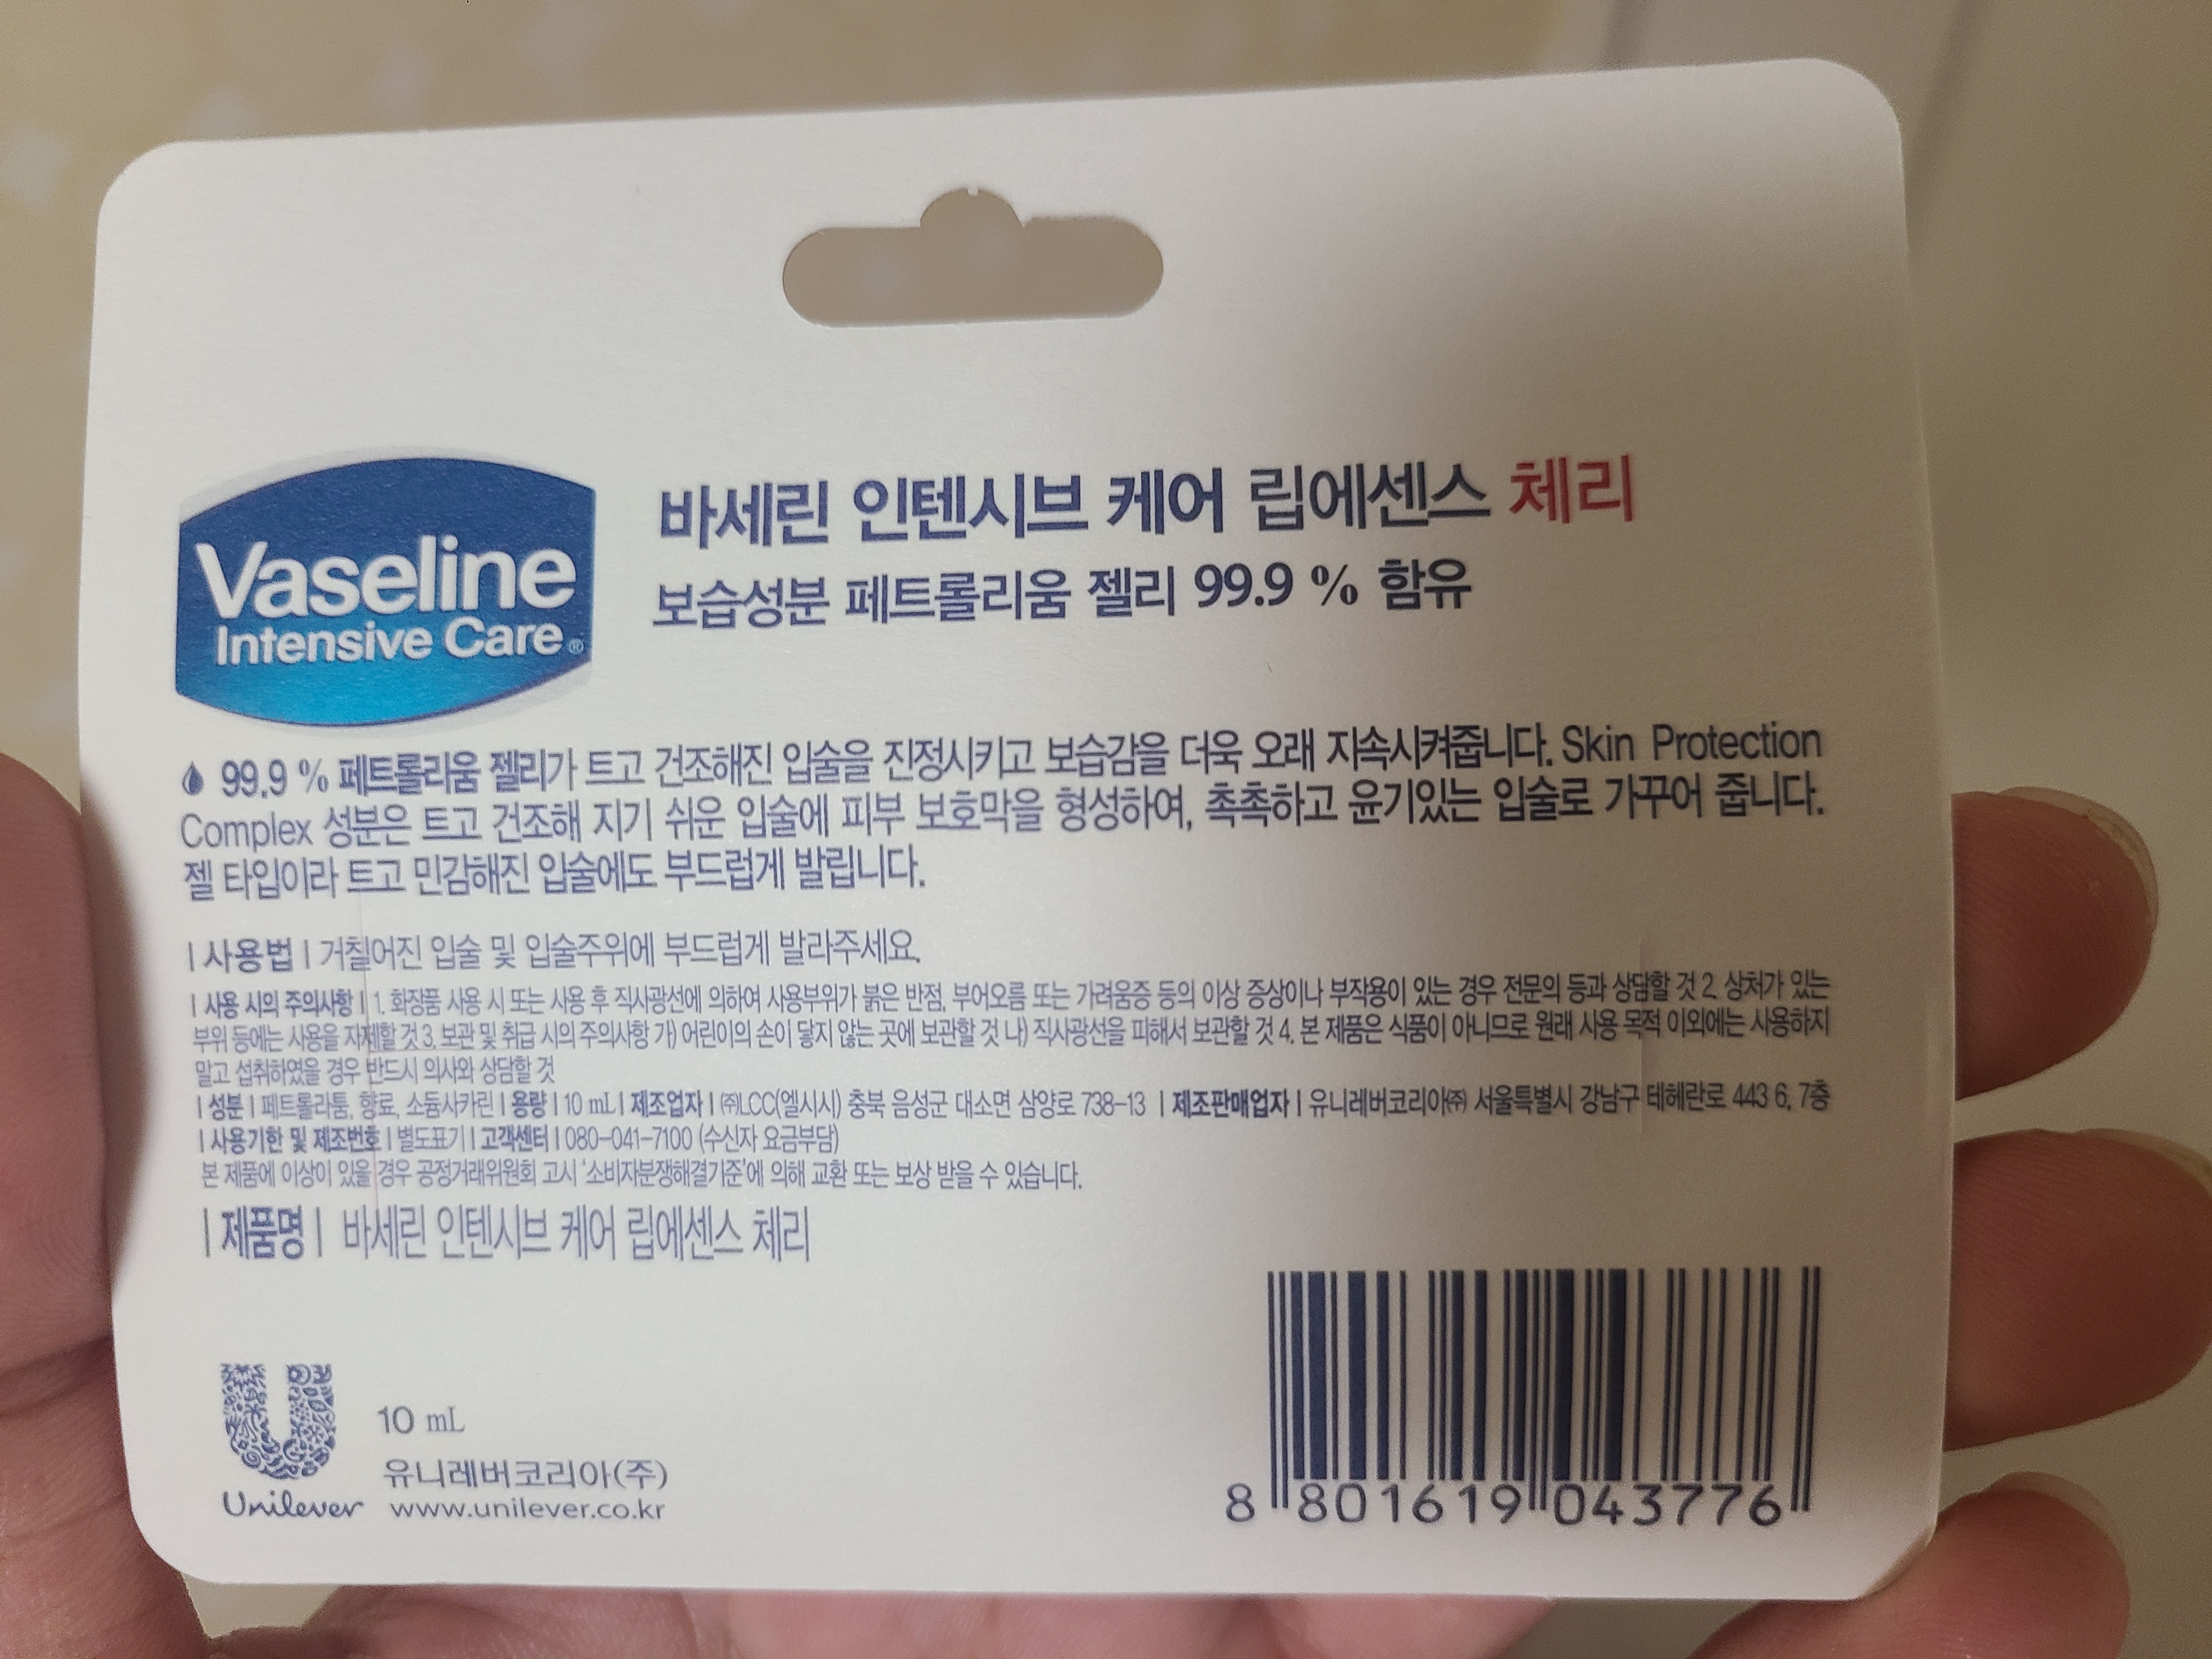 바세린 인텐시브 케어 립에센스 체리
보습성분 페트롤리움 젤리 99.9 % 함유
Vaseline
Intensive Care®
99.9 % 페트롤리움 젤리가 트고 건조해진 입술을 진정시키고 보습감을 더욱 오래 지속시켜줍니다. Skin Protection
Complex 성분은 트고 건조해 지기 쉬운 입술에 피부 보호막을 형성하여, 촉촉하고 윤기있는 입술로 가꾸어 줍니다.
젤 타입이라 트고 민감해진 입술에도 부드럽게 발립니다.
| 사용법 | 거칠어진 입술 및 입술주위에 부드럽게 발라주세요.
| 사용 시의 주의사항 | 1. 화장품 사용 시 또는 사용 후 직사광선에 의하여 사용부위가 붉은 반점, 부어오름 또는 가려움증 등의 이상 증상이나 부작용이 있는 경우 전문의 등과 상담할 것 2. 상처가 있는
부위 등에는 사용을 자제할 것 3. 보관 및 취급 시의 주의사항 가) 어린이의 손이 닿지 않는 곳에 보관할 것 나) 직사광선을 피해서 보관할 것 4. 본 제품은 식품이 아니므로 원래 사용 목적 이외에는 사용하지
말고 섭취하였을 경우 반드시 의사와 상담할 것
| 성분 | 페트롤라툼, 향료, 소듐사카린 | 용량 | 10 mL | 제조업자 | ㈜LCC(엘시시) 충북 음성군 대소면 삼양로 738-13 | 제조판매업자 | 유니레버코리아㈜ 서울특별시 강남구 테헤란로 443 6, 7층
| 사용기한 및 제조번호 | 별도표기 | 고객센터 | 080-041-7100 (수신자 요금부담)
본 제품에 이상이 있을 경우 공정거래위원회 고시 '소비자분쟁해결기준'에 의해 교환 또는 보상 받을 수 있습니다.
| 제품명 | 바세린 인텐시브 케어 립에센스 체리
10 mL
유니레버코리아(주)
Unilever www.unilever.co.kr
8 801619 043776